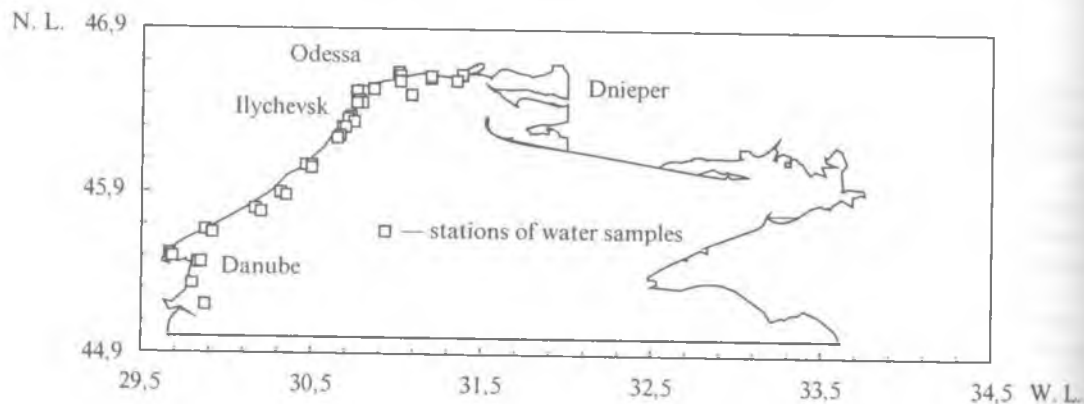 N. L. 46,9
Odessa
Ilychevsk
Dnieper
45,9
— stations of water samples
Danube
44,9
29,5 30,5 31,5 32,5 33,5 34,5 W. L.